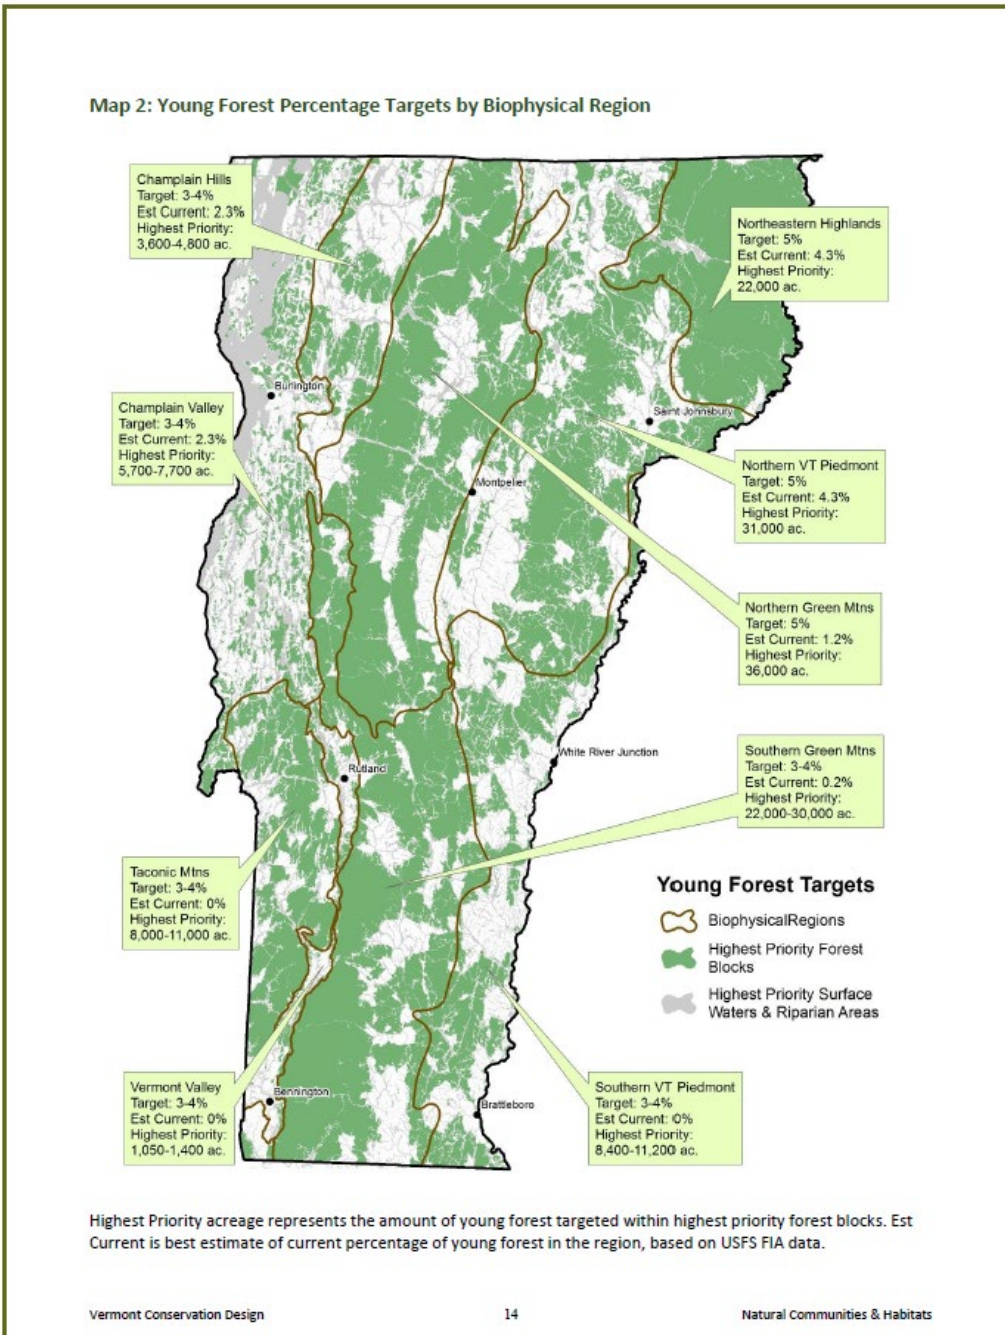 Map 2: Young Forest Percentage Targets by Biophysical Region
Champlain Hills
Target: 3-4%
Est Current: 2.3%
Highest Priority:
3,600-4,800 ac.
Northeastern Highlands
Target: 5%
Est Current: 4.3%
Highest Priority:
22,000 ac.
Burlington
Champlain Valley
Target: 3-4%
Est Current: 2.3%
Highest Priority:
5,700-7,700 ac.
Saint Johnsbury
Northern VT Piedmont
Target: 5%
Est Current: 4.3%
Highest Priority:
31,000 ac.
Montpelier
Northern Green Mtns
Target: 5%
Est Current: 1.2%
Highest Priority:
36,000 ac.
White River Junction
Rutland
Southern Green Mtns
Target: 3-4%
Est Current: 0.2%
Highest Priority:
22,000-30,000 ac.
Taconic Mtns
Target: 3-4%
Est Current: 0%
Highest Priority:
8,000-11,000 ac.
Young Forest Targets
BiophysicalRegions
Highest Priority Forest
Blocks
Highest Priority Surface
Waters & Riparian Areas
Vermont Valley
Target: 3-4%
Est Current: 0%
Highest Priority:
1,050-1,400 ac.
Bennington
Brattleboro
Southern VT Piedmont
Target: 3-4%
Est Current: 0%
Highest Priority:
8,400-11,200 ac.
Highest Priority acreage represents the amount of young forest targeted within highest priority forest blocks. Est
Current is best estimate of current percentage of young forest in the region, based on USFS FIA data.
Vermont Conservation Design
14
Natural Communities & Habitats